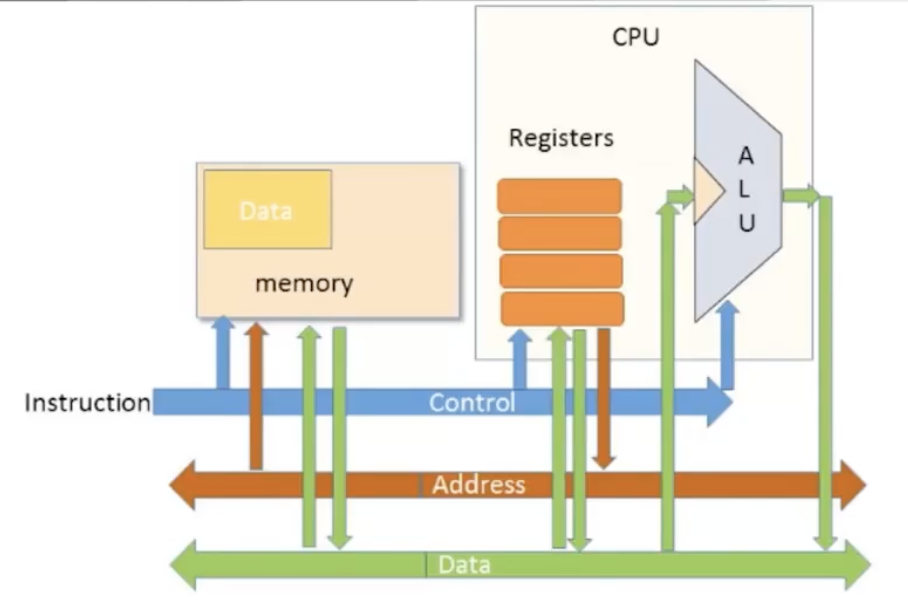 CPU
Registers
A
L
U
Data
memory
Instruction
Control
Address
Data